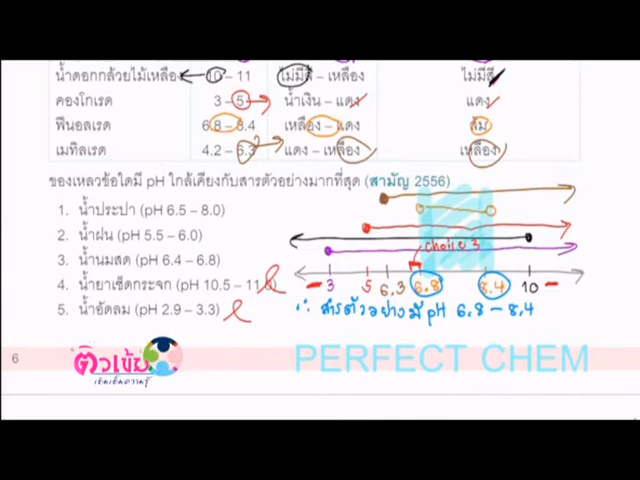 น้ำดอกกล้วยไม้เหลือง 10 – 11 ไม่มีสี – เหลือง ไม่มีสี
คองโกเรด 3 – 5 น้ำเงิน – แดง แดง
ฟีนอลเรด 6.8 – 8.4 เหลือง – แดง ส้ม
เมทิลเรด 4.2 – 6.3 แดง – เหลือง เหลือง
ของเหลวข้อใดมี pH ใกล้เคียงกับสารตัวอย่างมากที่สุด (สามัญ 2556)
1. น้ำประปา (pH 6.5 – 8.0)
2. น้ำฝน (pH 5.5 – 6.0)
3. น้ำนมสด (pH 6.4 – 6.8)
4. น้ำยาเช็ดกระจก (pH 10.5 – 11.0)
5. น้ำอัดลม (pH 2.9 – 3.3)
choice 3
3 5 6.3 6.8 8.4 10
∴ สารตัวอย่างมี pH 6.8 – 8.4
6
ติวเข้ม
เติมเต็มความรู้
PERFECT CHEM